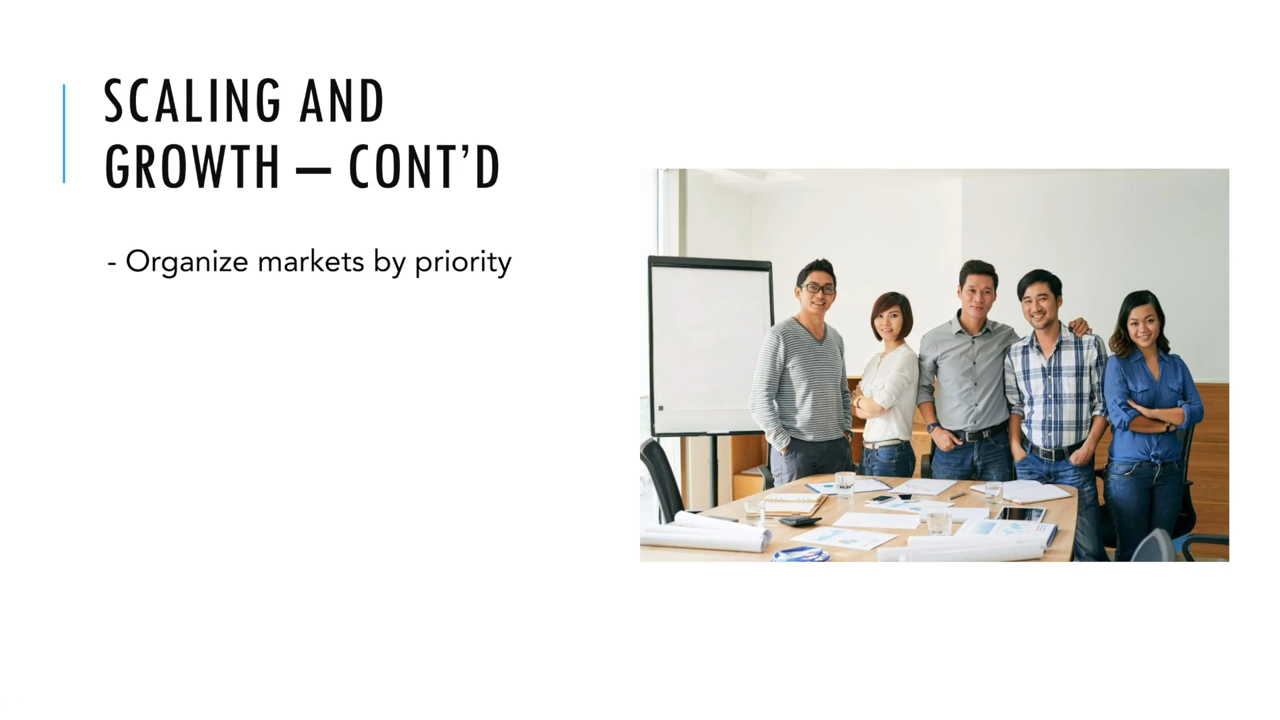 SCALING AND
GROWTH – CONT’D
- Organize markets by priority